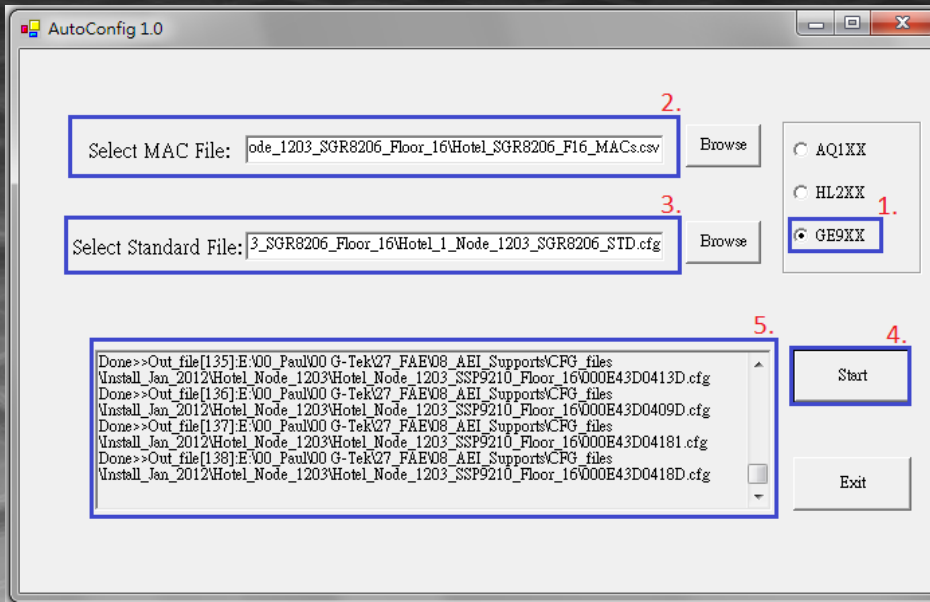 AutoConfig 1.0
2.
Select MAC File: ode_1203_SGR8206_Floor_16\Hotel_SGR8206_F16_MACs.csv Browse
AQ1XX
HL2XX
1.
GE9XX
3.
Select Standard File: 3_SGR8206_Floor_16\Hotel_1_Node_1203_SGR8206_STD.cfg Browse
5.
4.
Done>>Out_file[135]:E:\00_Paul\00 G-Tek\27_FAE\08_AEI_Supports\CFG_files
\Install_Jan_2012\Hotel_Node_1203\Hotel_Node_1203_SSP9210_Floor_16\000E43D0413D.cfg
Done>>Out_file[136]:E:\00_Paul\00 G-Tek\27_FAE\08_AEI_Supports\CFG_files
\Install_Jan_2012\Hotel_Node_1203\Hotel_Node_1203_SSP9210_Floor_16\000E43D0409D.cfg
Done>>Out_file[137]:E:\00_Paul\00 G-Tek\27_FAE\08_AEI_Supports\CFG_files
\Install_Jan_2012\Hotel_Node_1203\Hotel_Node_1203_SSP9210_Floor_16\000E43D04181.cfg
Done>>Out_file[138]:E:\00_Paul\00 G-Tek\27_FAE\08_AEI_Supports\CFG_files
\Install_Jan_2012\Hotel_Node_1203\Hotel_Node_1203_SSP9210_Floor_16\000E43D0418D.cfg
Start
Exit